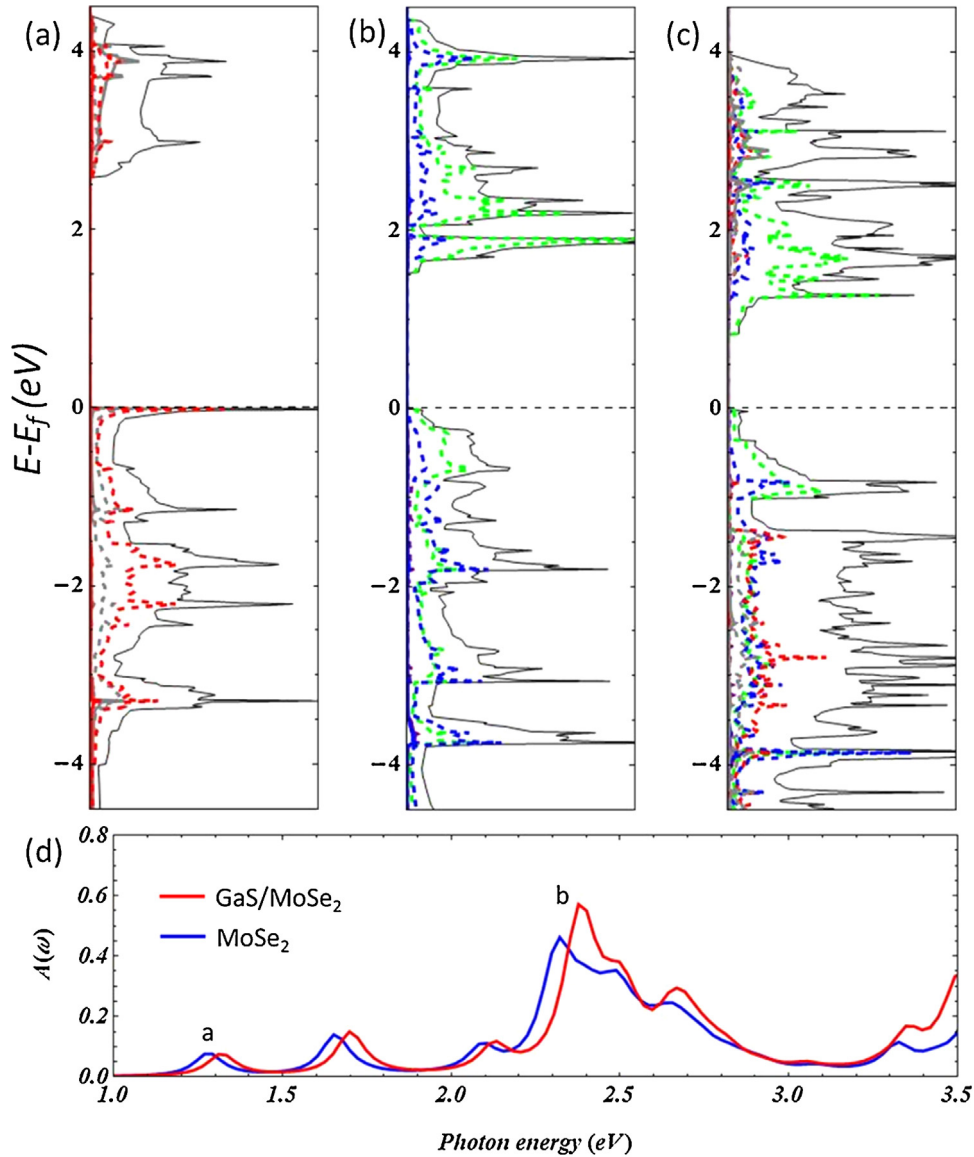 (a) (b) (c)
4 4 4
2 2 2
0 0 0
−2 −2 −2
−4 −4 −4
E-E_f (eV)
(d)
0.8
0.6
0.4
0.2
0.0
A(ω)
GaS/MoSe₂
MoSe₂
a
b
1.0 1.5 2.0 2.5 3.0 3.5
Photon energy (eV)